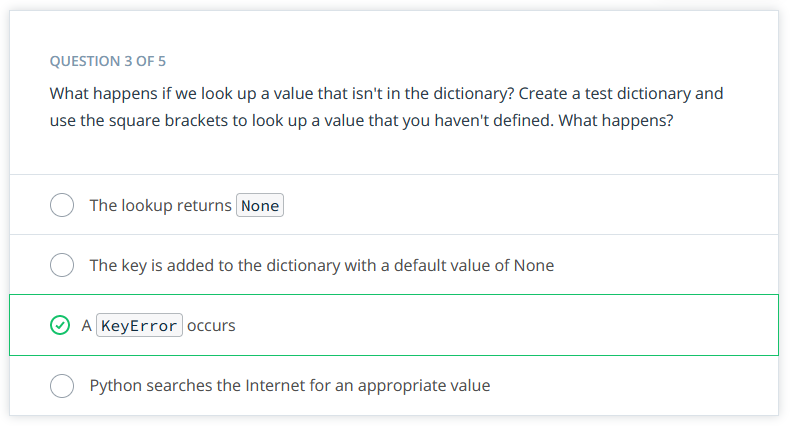 QUESTION 3 OF 5
What happens if we look up a value that isn't in the dictionary? Create a test dictionary and
use the square brackets to look up a value that you haven't defined. What happens?
The lookup returns None
The key is added to the dictionary with a default value of None
A KeyError occurs
Python searches the Internet for an appropriate value